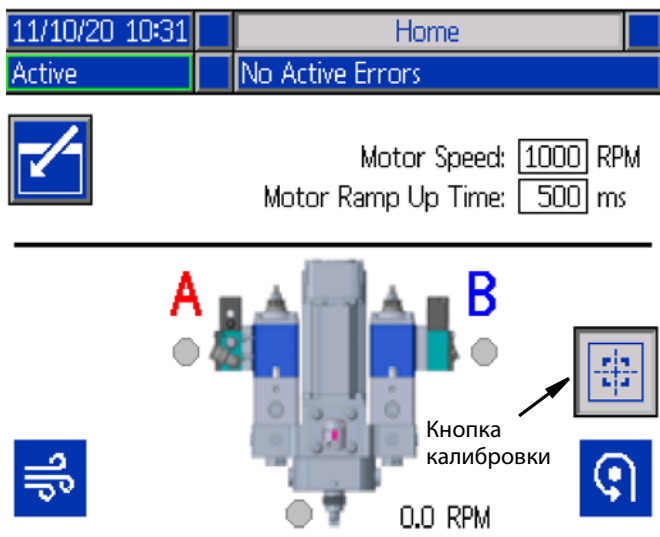 11/10/20 10:31 Home
Active No Active Errors
Motor Speed: 1000 RPM
Motor Ramp Up Time: 500 ms
A B
Кнопка
калибровки
0.0 RPM